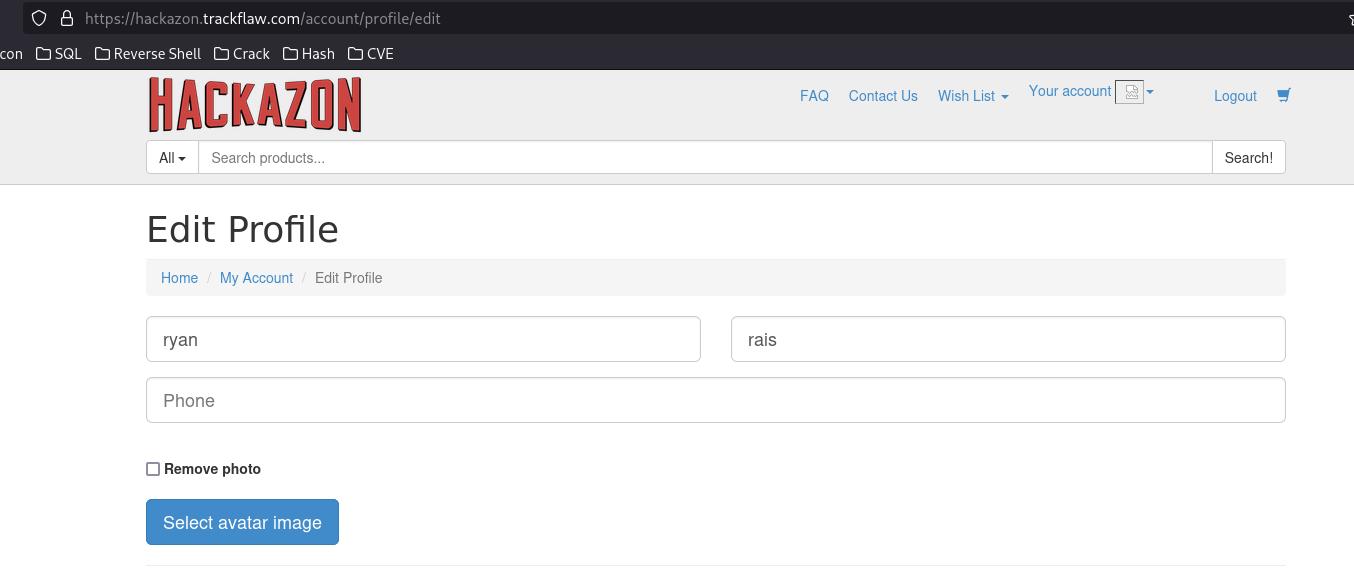 https://hackazon.trackflaw.com/account/profile/edit
con SQL Reverse Shell Crack Hash CVE
HACKAZON
FAQ Contact Us Wish List Your account Logout
All Search products... Search!
Edit Profile
Home / My Account / Edit Profile
ryan rais
Phone
Remove photo
Select avatar image